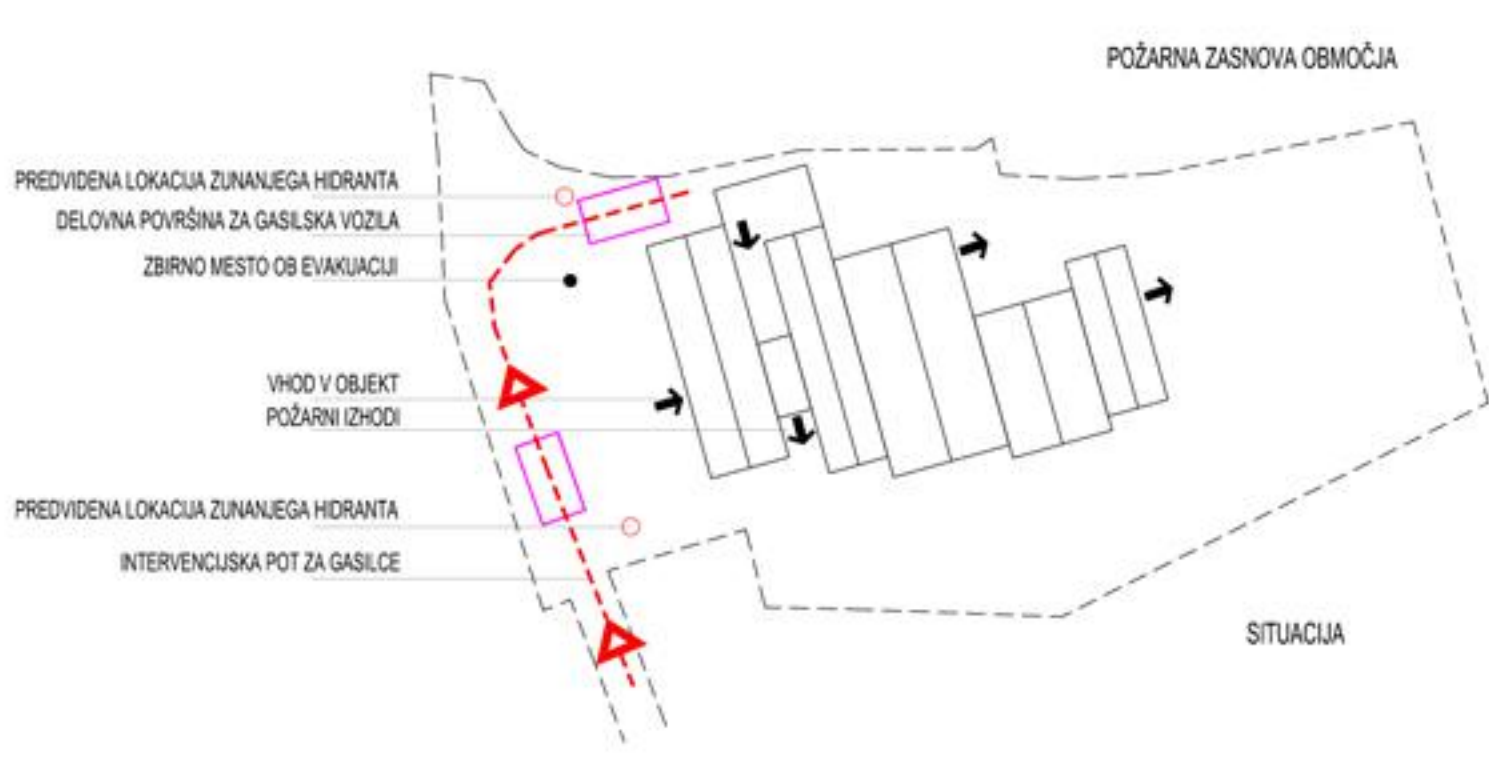 POŽARNA ZASNOVA OBMOČJA
PREDVIDENA LOKACIJA ZUNANJEGA HIDRANTA
DELOVNA POVRŠINA ZA GASILSKA VOZILA
ZBIRNO MESTO OB EVAKUACIJI
VHOD V OBJEKT
POŽARNI IZHODI
PREDVIDENA LOKACIJA ZUNANJEGA HIDRANTA
INTERVENCIJSKA POT ZA GASILCE
SITUACIJA